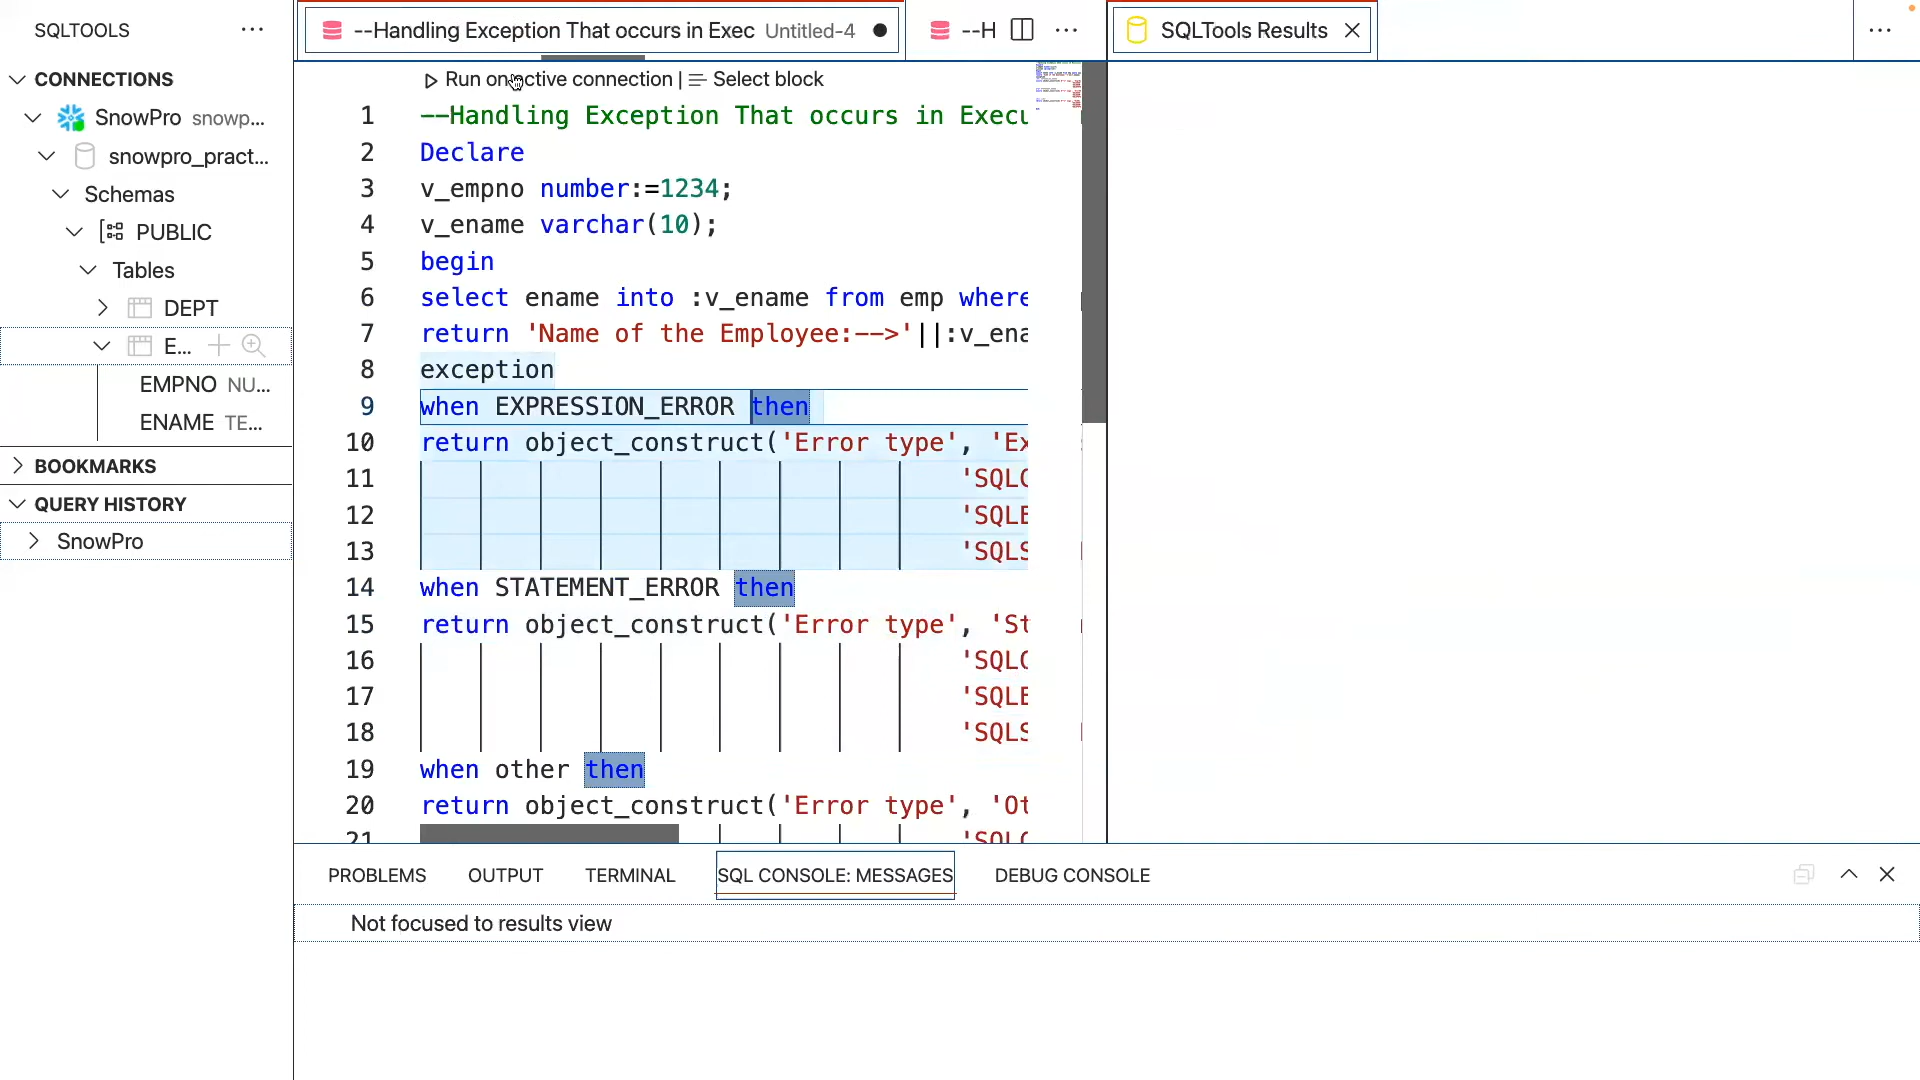 SQLTOOLS
CONNECTIONS
SnowPro snowp...
snowpro_pract...
Schemas
PUBLIC
Tables
DEPT
E...
EMPNO NU...
ENAME TE...
BOOKMARKS
QUERY HISTORY
SnowPro
--Handling Exception That occurs in Exec Untitled-4
--H
Run on active connection | Select block
1 --Handling Exception That occurs in Execu
2 Declare
3 v_empno number:=1234;
4 v_ename varchar(10);
5 begin
6 select ename into :v_ename from emp where
7 return 'Name of the Employee:-->'||:v_ena
8 exception
9 when EXPRESSION_ERROR then
10 return object_construct('Error type', 'Ex
11 'SQLC
12 'SQLE
13 'SQLS
14 when STATEMENT_ERROR then
15 return object_construct('Error type', 'St
16 'SQLC
17 'SQLE
18 'SQLS
19 when other then
20 return object_construct('Error type', 'Ot
21 'SQLC
SQLTools Results
PROBLEMS
OUTPUT
TERMINAL
SQL CONSOLE: MESSAGES
DEBUG CONSOLE
Not focused to results view